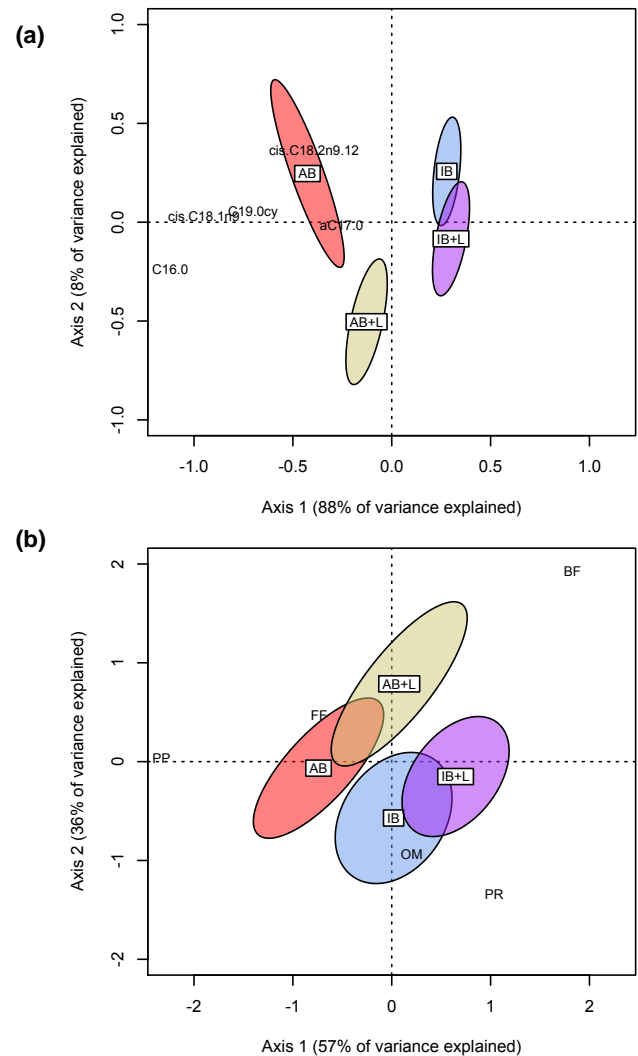 (a)
1.0
0.5
0.0
-0.5
-1.0
Axis 2 (8% of variance explained)
cis.C18.2n9.12
AB
IB
cis.C18.1n9
C19.0cy
aC17.0
IB+L
C16.0
AB+L
-1.0 -0.5 0.0 0.5 1.0
Axis 1 (88% of variance explained)
(b)
2
1
0
-1
-2
Axis 2 (36% of variance explained)
BF
AB+L
FF
PP
AB
IB+L
IB
OM
PR
-2 -1 0 1 2
Axis 1 (57% of variance explained)